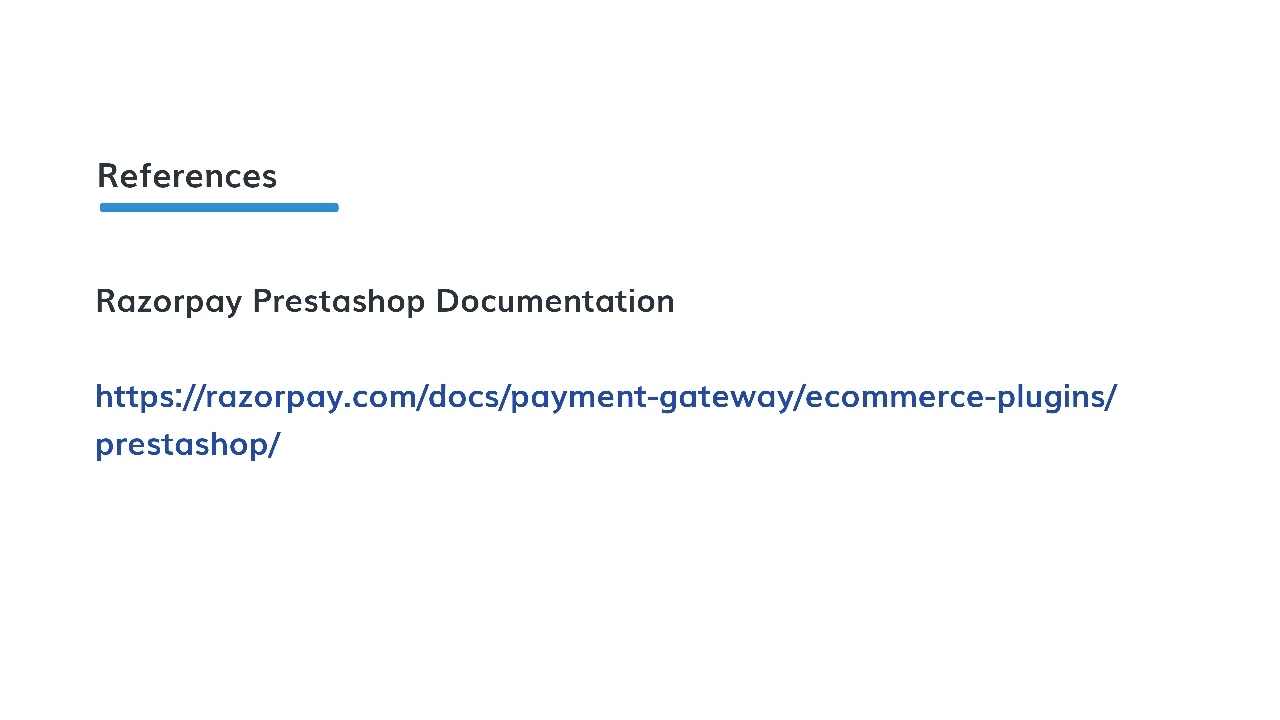 References
Razorpay Prestashop Documentation
https://razorpay.com/docs/payment-gateway/ecommerce-plugins/
prestashop/